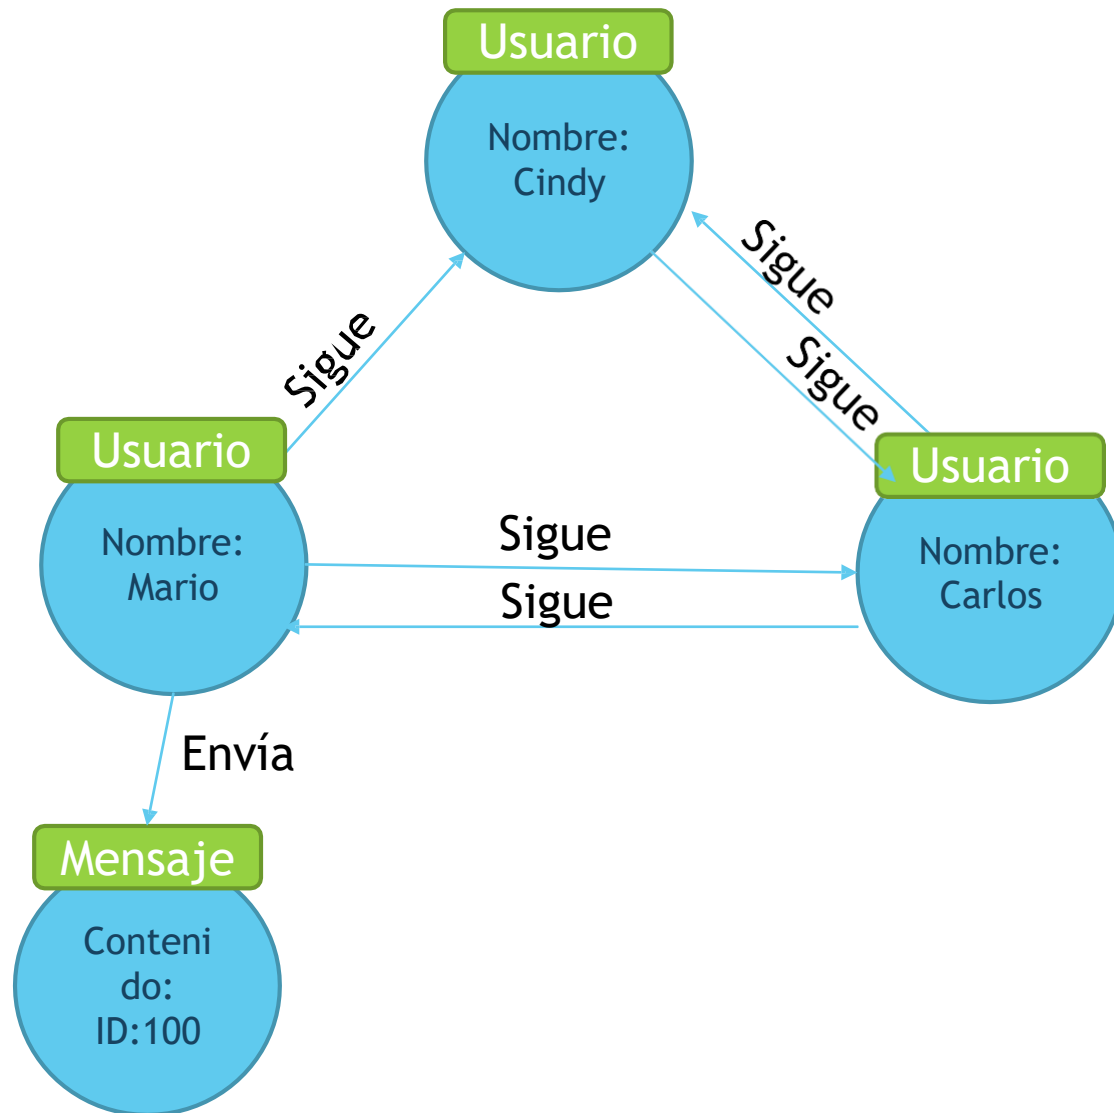 Usuario
Nombre:
Cindy
Sigue
Sigue
Sigue
Usuario
Nombre:
Mario
Usuario
Nombre:
Carlos
Sigue
Sigue
Envía
Mensaje
Conteni
do:
ID:100